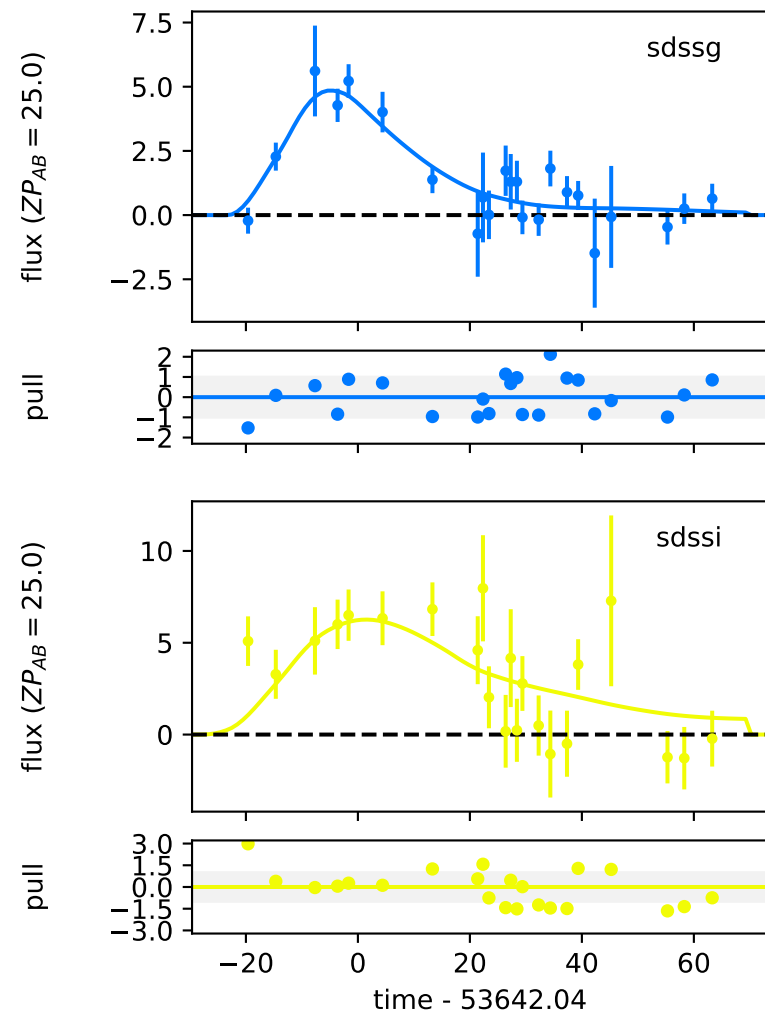 sdssg
flux (ZP_AB = 25.0)
7.5
5.0
2.5
0.0
−2.5
pull
2
1
0
−1
−2
sdssi
flux (ZP_AB = 25.0)
10
5
0
pull
3.0
1.5
0.0
−1.5
−3.0
−20 0 20 40 60
time - 53642.04